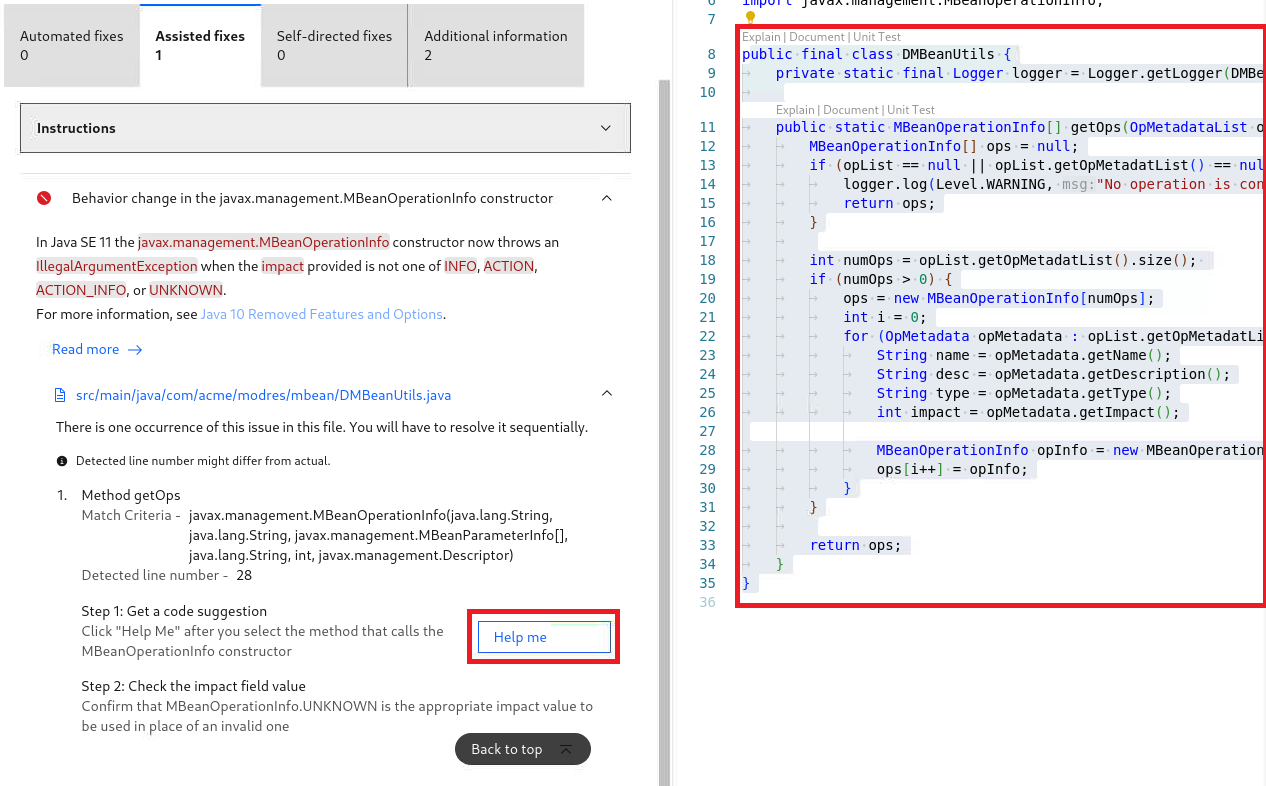 Automated fixes
0
Assisted fixes
1
Self-directed fixes
0
Additional information
2
Instructions
Behavior change in the javax.management.MBeanOperationInfo constructor
In Java SE 11 the javax.management.MBeanOperationInfo constructor now throws an
IllegalArgumentException when the impact provided is not one of INFO, ACTION,
ACTION_INFO, or UNKNOWN.
For more information, see Java 10 Removed Features and Options.
Read more
src/main/java/com/acme/modres/mbean/DMBeanUtils.java
There is one occurrence of this issue in this file. You will have to resolve it sequentially.
Detected line number might differ from actual.
1. Method getOps
Match Criteria - javax.management.MBeanOperationInfo(java.lang.String,
java.lang.String, javax.management.MBeanParameterInfo[],
java.lang.String, int, javax.management.Descriptor)
Detected line number - 28
Step 1: Get a code suggestion
Click "Help Me" after you select the method that calls the
MBeanOperationInfo constructor
Help me
Step 2: Check the impact field value
Confirm that MBeanOperationInfo.UNKNOWN is the appropriate impact value to
be used in place of an invalid one
Back to top
6 import javax.management.MBeanOperationInfo;
7
Explain | Document | Unit Test
8 public final class DMBeanUtils {
9 private static final Logger logger = Logger.getLogger(DMBe
10
Explain | Document | Unit Test
11 public static MBeanOperationInfo[] getOps(OpMetadataList o
12 MBeanOperationInfo[] ops = null;
13 if (opList == null || opList.getOpMetadatList() == nul
14 logger.log(Level.WARNING, msg:"No operation is con
15 return ops;
16 }
17
18 int numOps = opList.getOpMetadatList().size();
19 if (numOps > 0) {
20 ops = new MBeanOperationInfo[numOps];
21 int i = 0;
22 for (OpMetadata opMetadata : opList.getOpMetadatLi
23 String name = opMetadata.getName();
24 String desc = opMetadata.getDescription();
25 String type = opMetadata.getType();
26 int impact = opMetadata.getImpact();
27
28 MBeanOperationInfo opInfo = new MBeanOperation
29 ops[i++] = opInfo;
30 }
31 }
32
33 return ops;
34 }
35 }
36